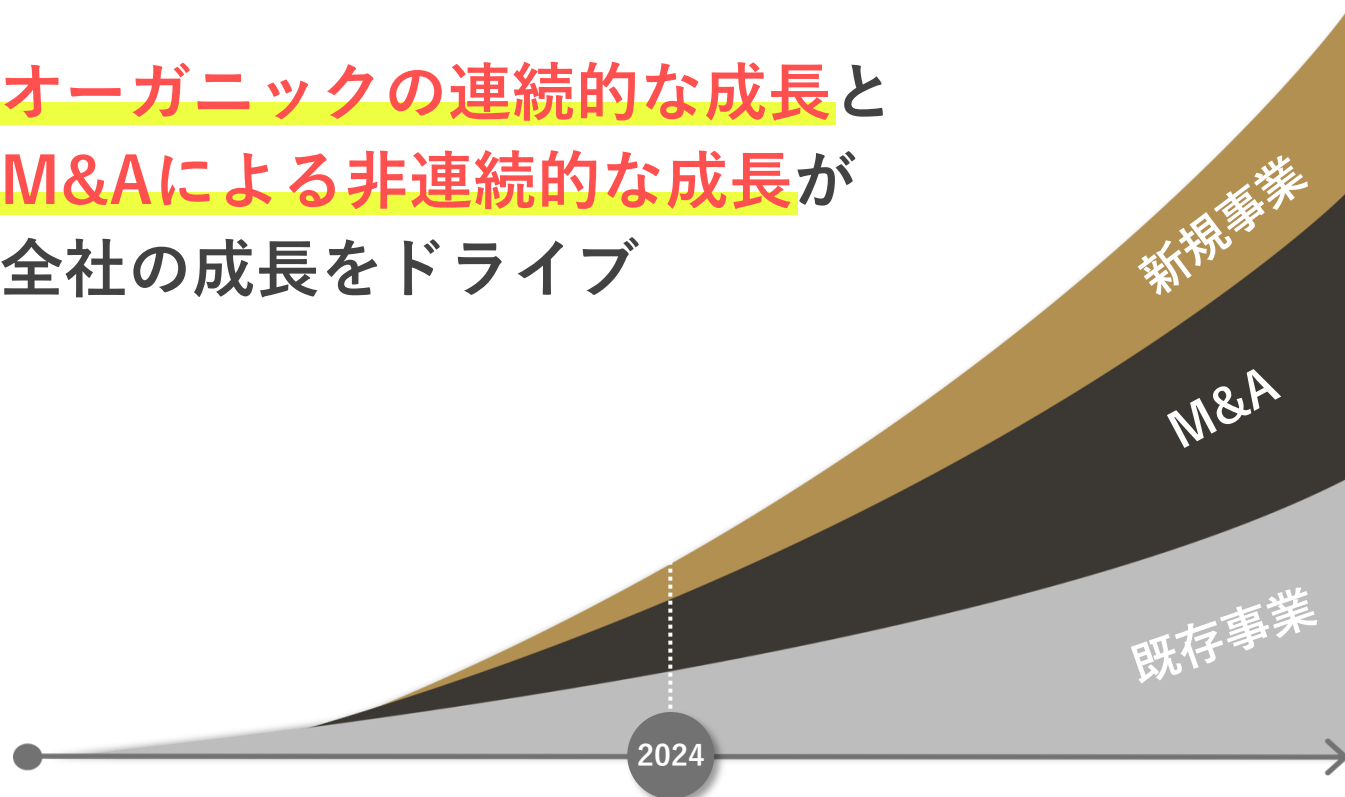 オーガニックの連続的な成長と
M&Aによる非連続的な成長が
全社の成長をドライブ
新規事業
M&A
既存事業
2024